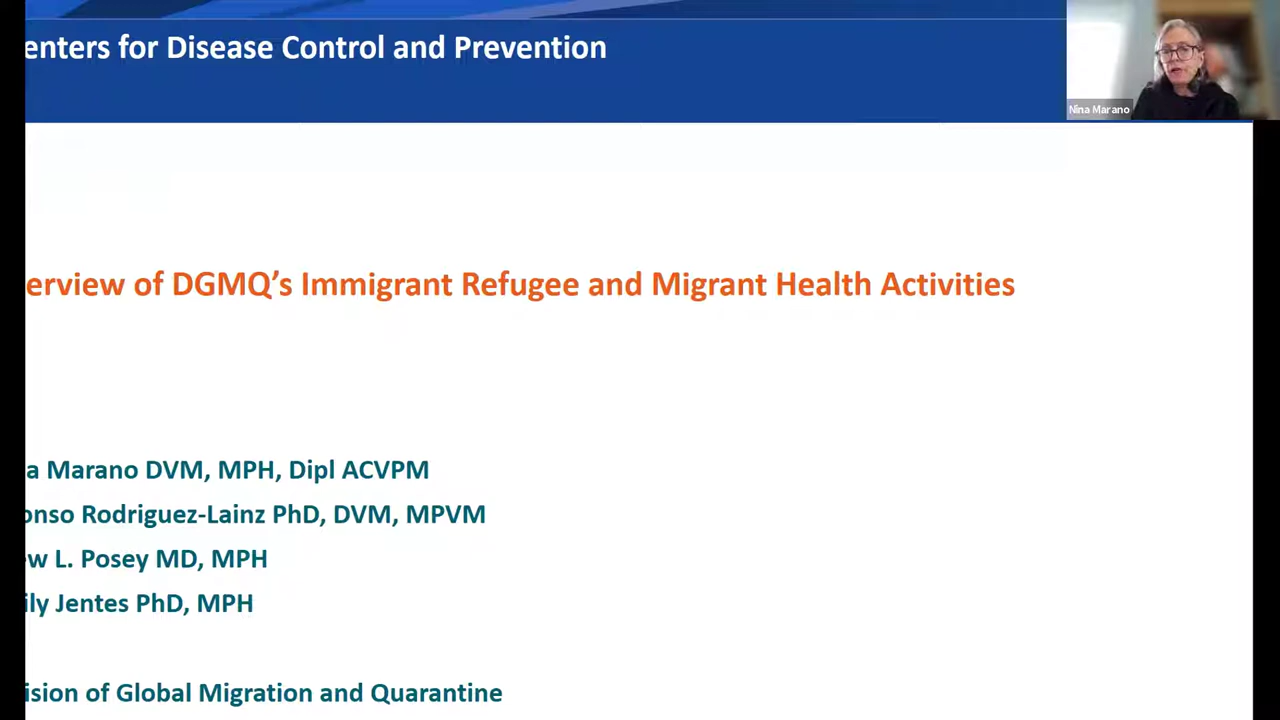 enters for Disease Control and Prevention
Nina Marano
erview of DGMQ's Immigrant Refugee and Migrant Health Activities
a Marano DVM, MPH, Dipl ACVPM
onso Rodriguez-Lainz PhD, DVM, MPVM
ew L. Posey MD, MPH
ily Jentes PhD, MPH
ision of Global Migration and Quarantine